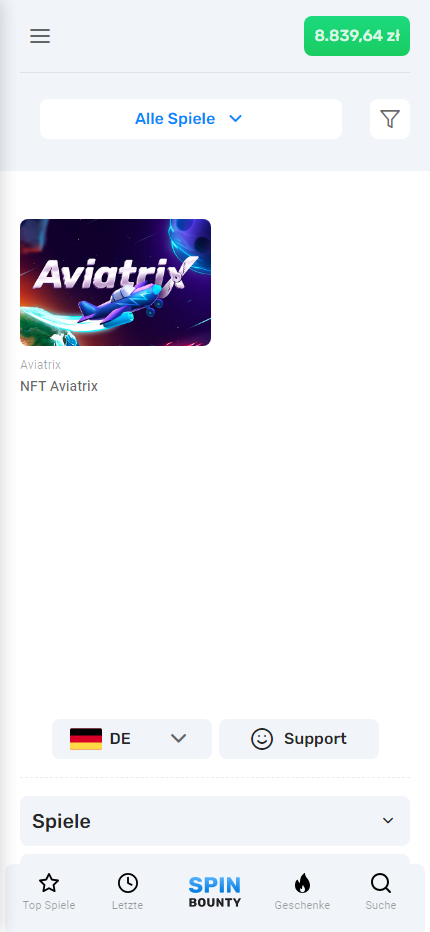 8.839,64 zł
Alle Spiele
Aviatrix
Aviatrix
NFT Aviatrix
DE
Support
Spiele
Top Spiele
Letzte
SPIN
BOUNTY
Geschenke
Suche